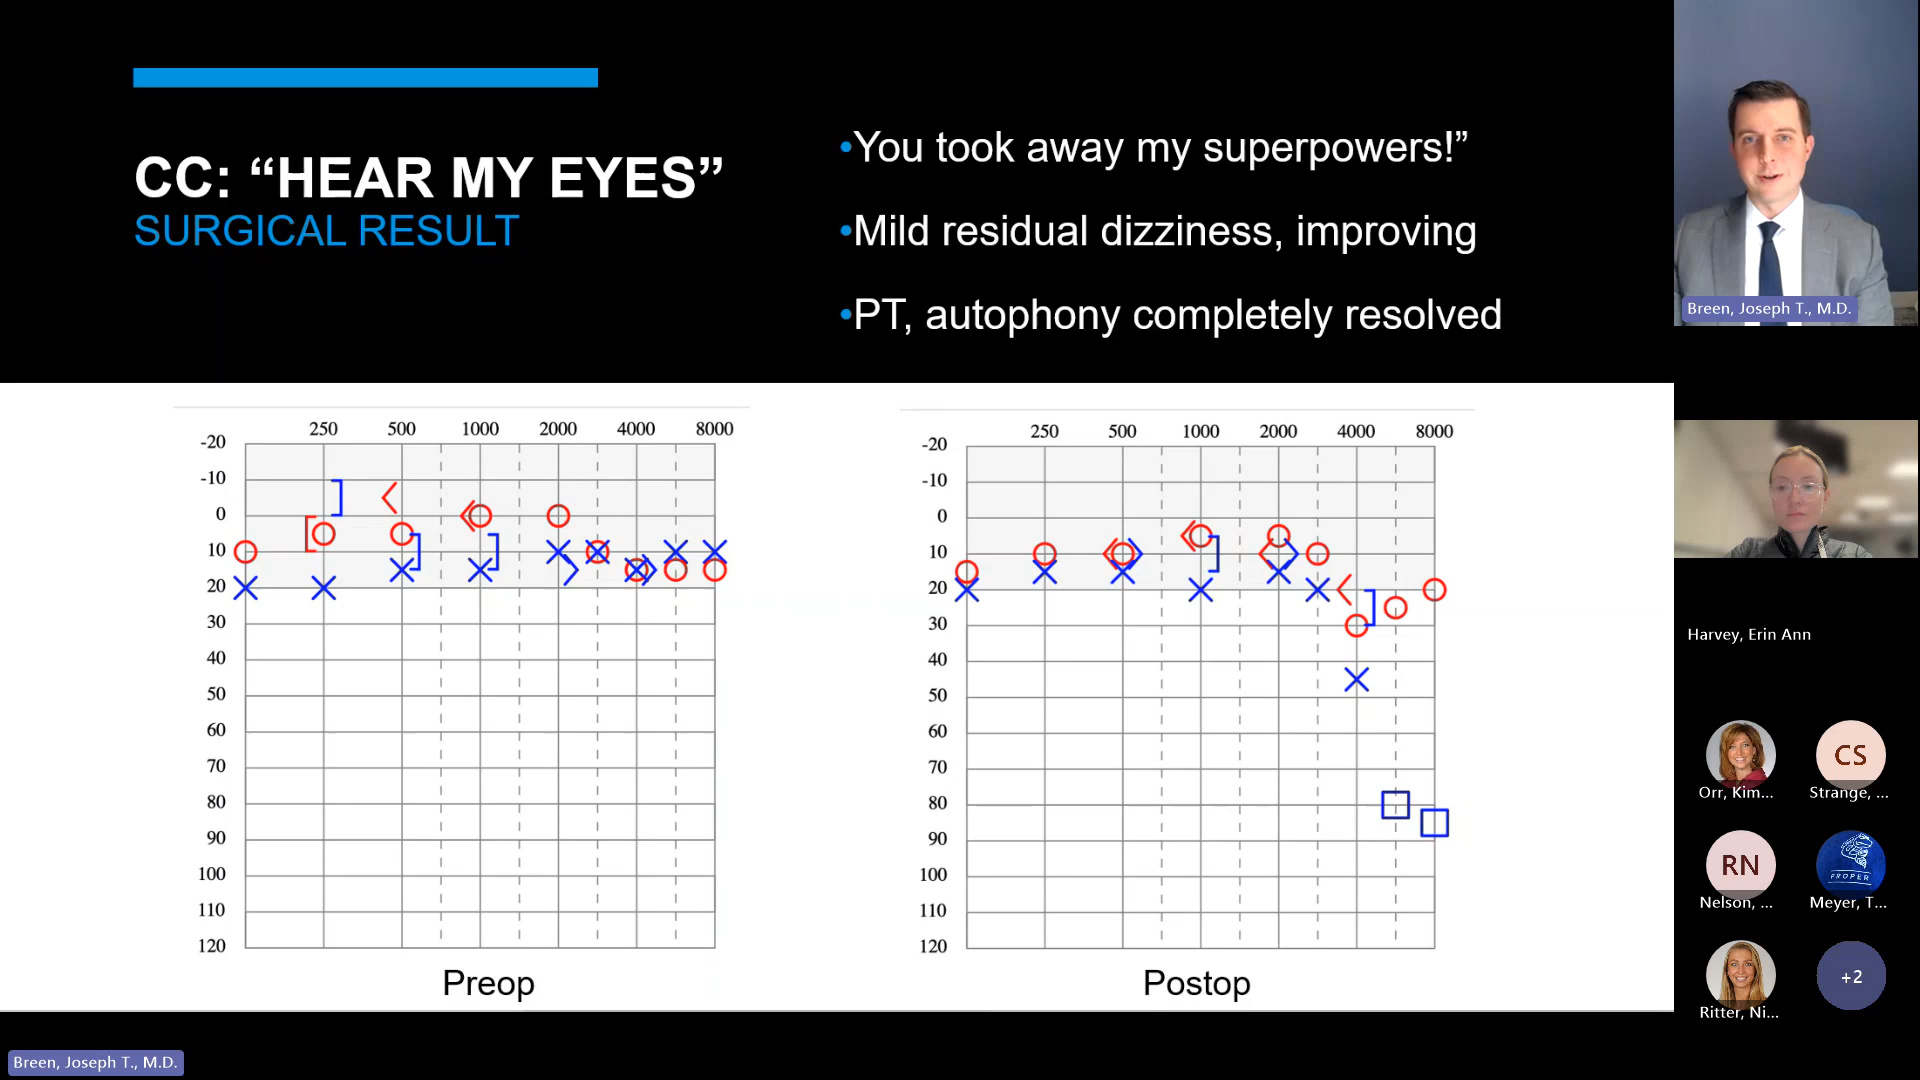 CC: “HEAR MY EYES”
SURGICAL RESULT
•You took away my superpowers!”
•Mild residual dizziness, improving
•PT, autophony completely resolved
250 500 1000 2000 4000 8000
-20
-10
0
10
20
30
40
50
60
70
80
90
100
110
120
Preop
250 500 1000 2000 4000 8000
-20
-10
0
10
20
30
40
50
60
70
80
90
100
110
120
Postop
Breen, Joseph T., M.D.
Harvey, Erin Ann
Orr, Kim...
CS
Strange, ...
RN
Nelson, ...
PROPER
Meyer, T...
Ritter, Ni...
+2
Breen, Joseph T., M.D.